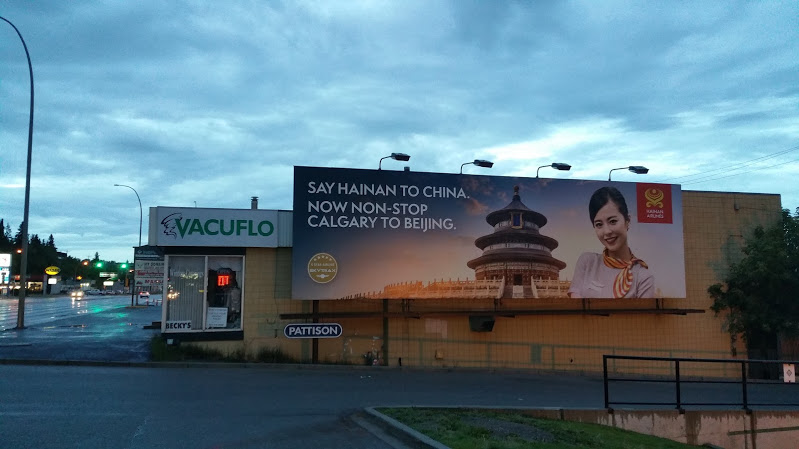 SAY HAINAN TO CHINA.
NOW NON-STOP
CALGARY TO BEIJING.
HAINAN
AIRLINES
VACUFLO
PATTISON
BECKY'S